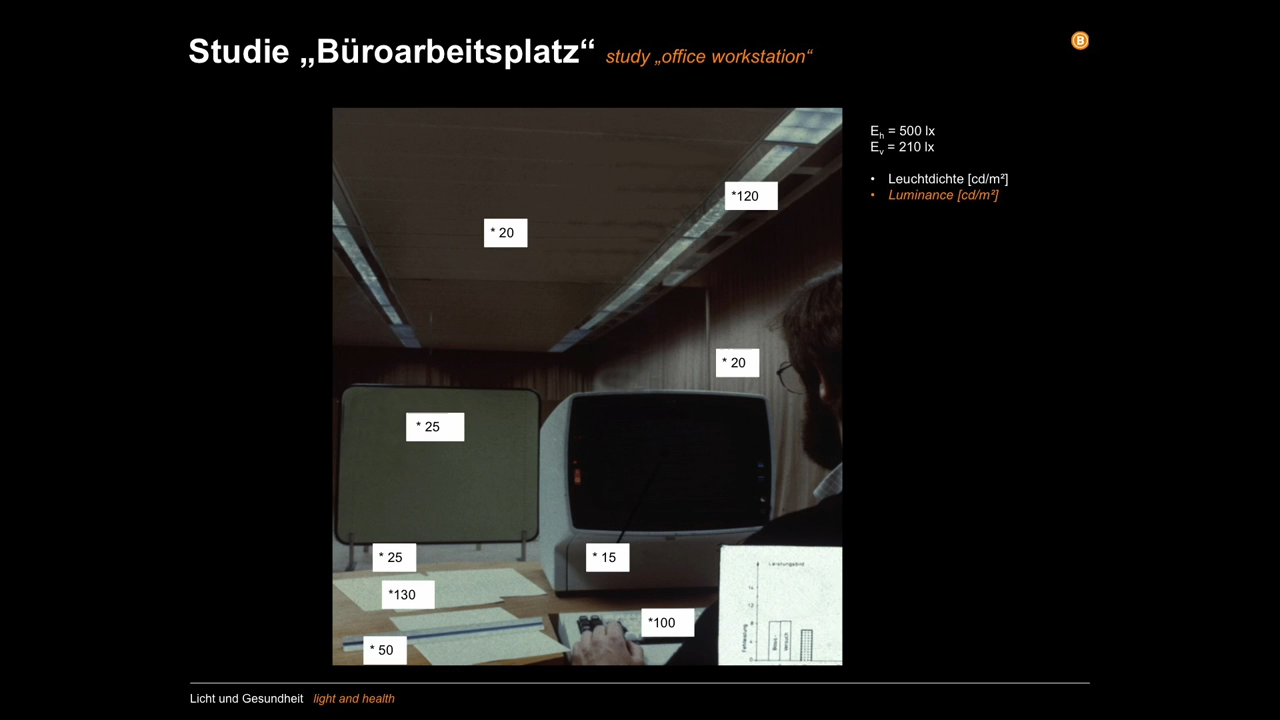 Studie „Büroarbeitsplatz“ study „office workstation“
B
Eh = 500 lx
Ev = 210 lx
• Leuchtdichte [cd/m²]
• Luminance [cd/m²]
*120
* 20
* 20
* 25
* 25
* 15
*130
*100
* 50
Fehlleistung
Licht und Gesundheit light and health